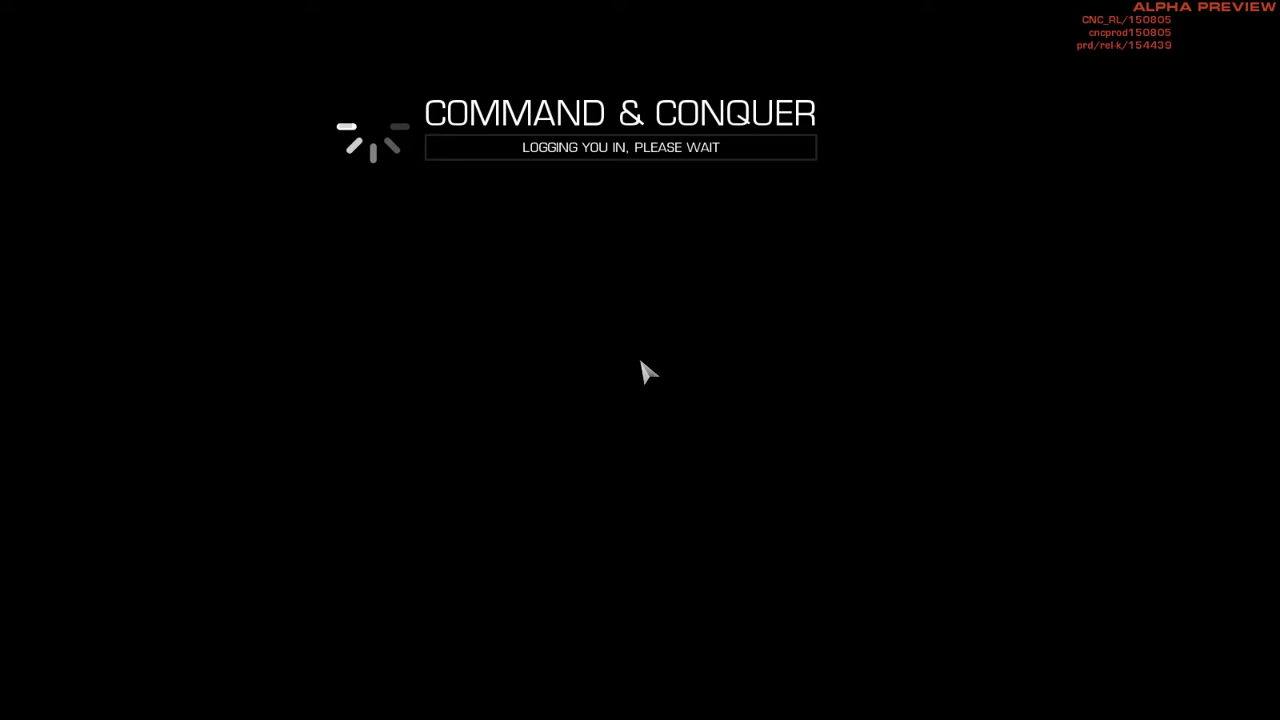 ALPHA PREVIEW
CNC_RL/150805
cncprod150805
prd/rel-k/154439
COMMAND & CONQUER
LOGGING YOU IN, PLEASE WAIT